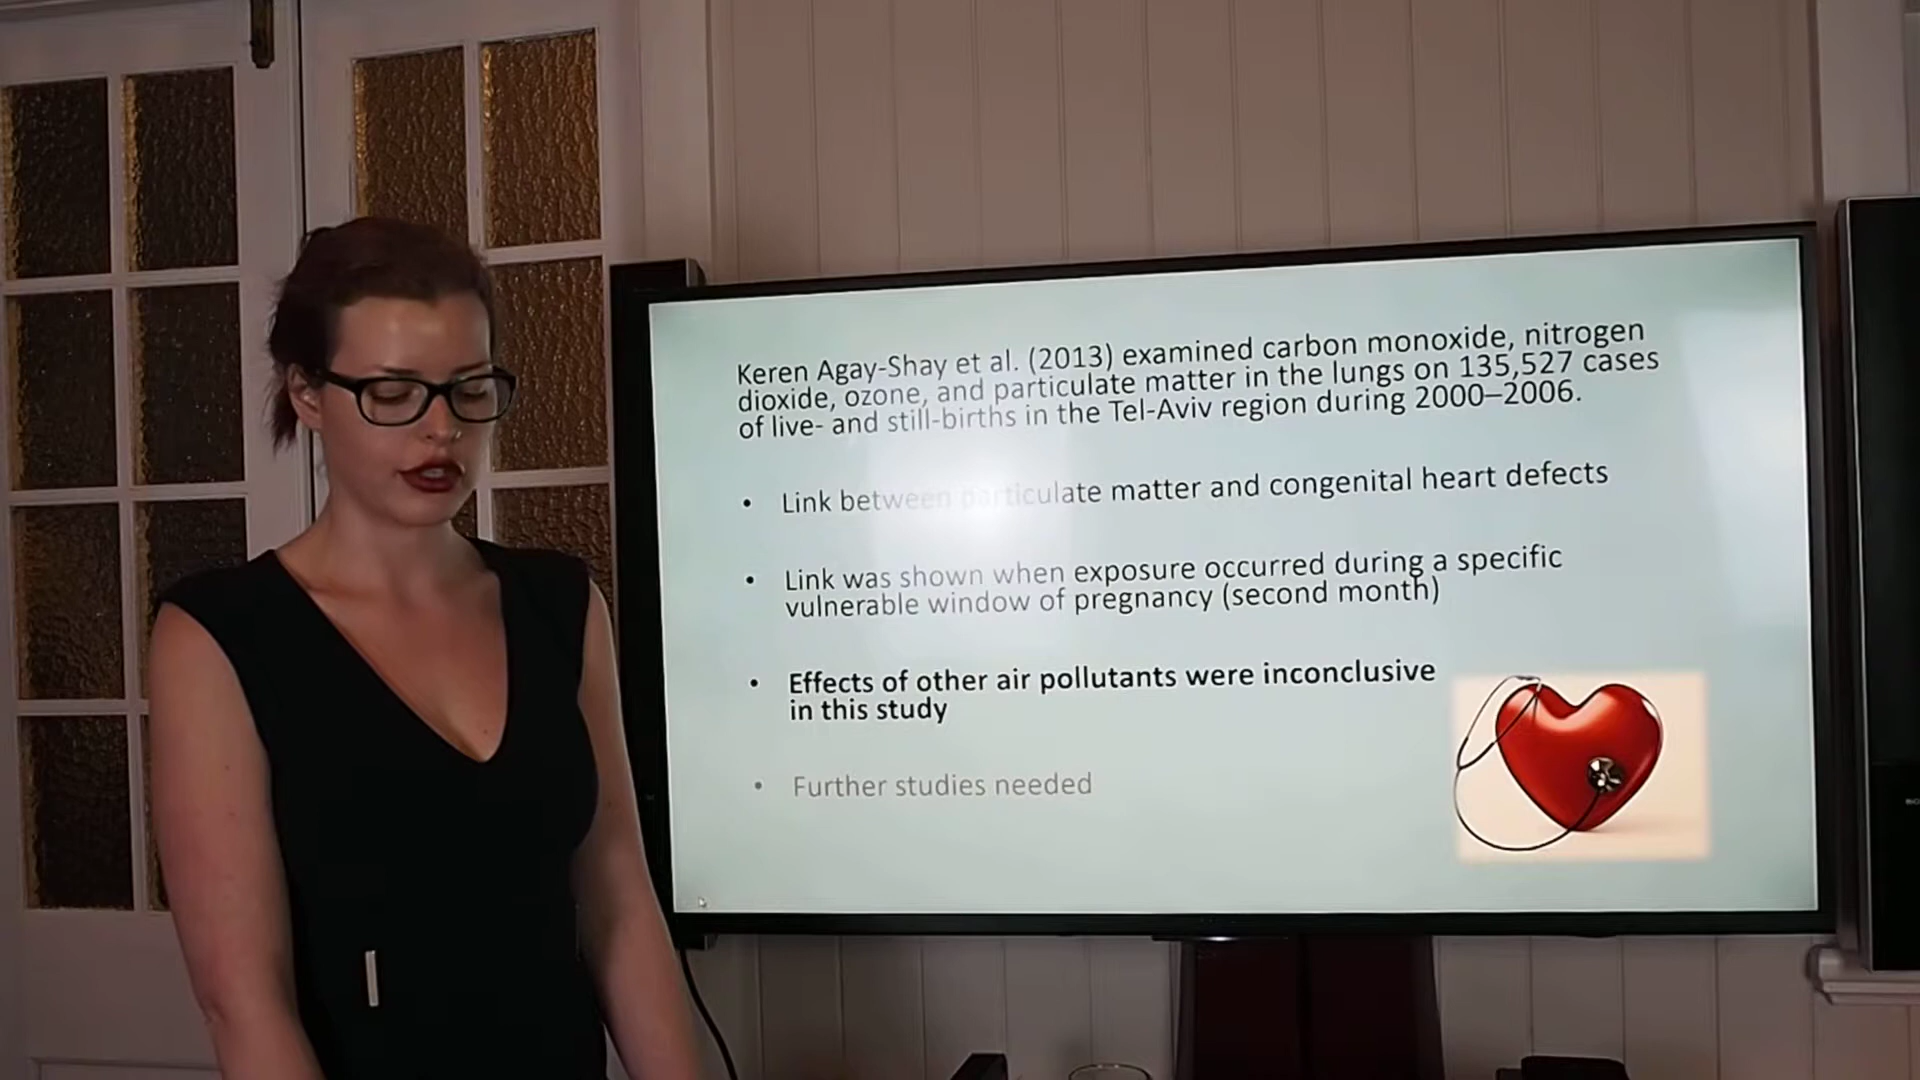 Keren Agay-Shay et al. (2013) examined carbon monoxide, nitrogen
dioxide, ozone, and particulate matter in the lungs on 135,527 cases
of live- and still-births in the Tel-Aviv region during 2000–2006.
• Link between particulate matter and congenital heart defects
• Link was shown when exposure occurred during a specific
vulnerable window of pregnancy (second month)
• Effects of other air pollutants were inconclusive
in this study
• Further studies needed